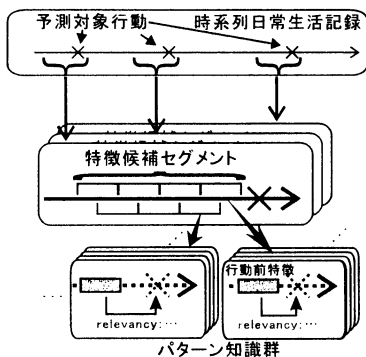 予測対象行動 時系列日常生活記録
特徴候補セグメント
行動前特徴
relevancy:… relevancy:…
パターン知識群